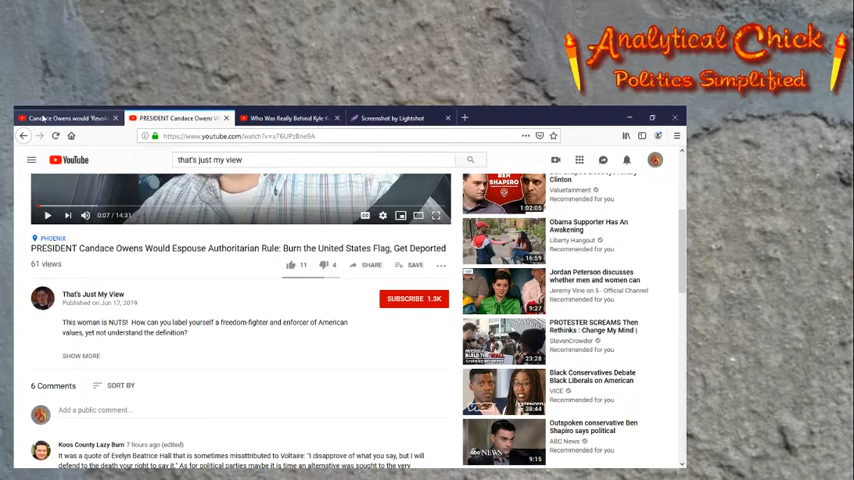 Analytical Chick
Politics Simplified
Candace Owens would 'Revok
PRESIDENT Candace Owens W
Who Was Really Behind Kyle K
Screenshot by Lightshot
https://www.youtube.com/watch?v=x76UPzBne9A
YouTube
that's just my view
Clinton
Valuetainment
Recommended for you
1:02:05
BEN SHAPIRO
0:07 / 14:31
Obama Supporter Has An
Awakening
Liberty Hangout
Recommended for you
16:59
PHOENIX
PRESIDENT Candace Owens Would Espouse Authoritarian Rule: Burn the United States Flag, Get Deported
61 views
11
4
SHARE
SAVE
Jordan Peterson discusses
whether men and women can
Jeremy Vine on 5 - Official Channel
Recommended for you
9:27
That's Just My View
Published on Jun 17, 2019
SUBSCRIBE 1.3K
This woman is NUTS! How can you label yourself a freedom-fighter and enforcer of American
values, yet not understand the definition?
SHOW MORE
PROTESTER SCREAMS Then
Rethinks : Change My Mind |
StevenCrowder
Recommended for you
23:28
6 Comments
SORT BY
Black Conservatives Debate
Black Liberals on American
VICE
Recommended for you
38:44
Add a public comment...
Outspoken conservative Ben
Shapiro says political
ABC News
Recommended for you
abcNEWS
9:15
Koos County Lazy Bum 7 hours ago (edited)
It was a quote of Evelyn Beatrice Hall that is sometimes misattributed to Voltaire: "I disapprove of what you say, but I will
defend to the death your right to say it." As for political parties maybe it is time an alternative was sought to the very